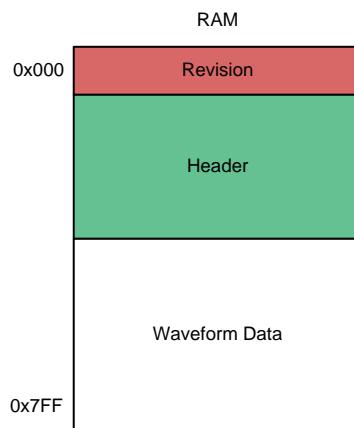 RAM
0x000
Revision
Header
Waveform Data
0x7FF